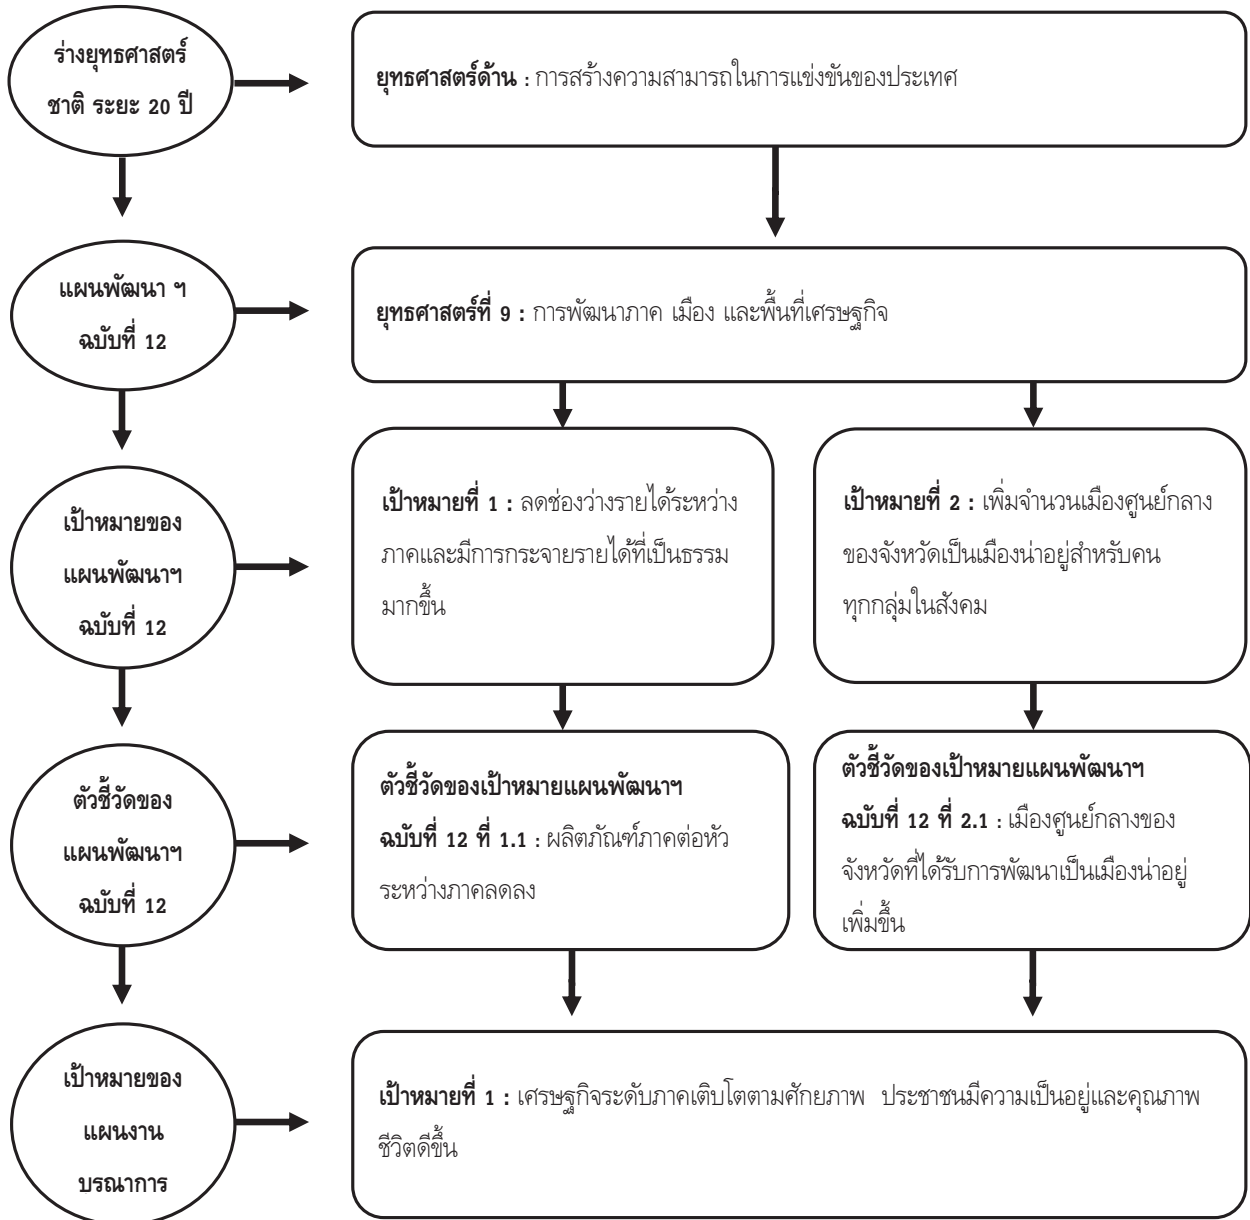 ร่างยุทธศาสตร์
ชาติ ระยะ 20 ปี
ยุทธศาสตร์ด้าน : การสร้างความสามารถในการแข่งขันของประเทศ
แผนพัฒนา ฯ
ฉบับที่ 12
ยุทธศาสตร์ที่ 9 : การพัฒนาภาค เมือง และพื้นที่เศรษฐกิจ
เป้าหมายของ
แผนพัฒนาฯ
ฉบับที่ 12
เป้าหมายที่ 1 : ลดช่องว่างรายได้ระหว่าง
ภาคและมีการกระจายรายได้ที่เป็นธรรม
มากขึ้น
เป้าหมายที่ 2 : เพิ่มจำนวนเมืองศูนย์กลาง
ของจังหวัดเป็นเมืองน่าอยู่สำหรับคน
ทุกกลุ่มในสังคม
ตัวชี้วัดของ
แผนพัฒนาฯ
ฉบับที่ 12
ตัวชี้วัดของเป้าหมายแผนพัฒนาฯ
ฉบับที่ 12 ที่ 1.1 : ผลิตภัณฑ์ภาคต่อหัว
ระหว่างภาคลดลง
ตัวชี้วัดของเป้าหมายแผนพัฒนาฯ
ฉบับที่ 12 ที่ 2.1 : เมืองศูนย์กลางของ
จังหวัดที่ได้รับการพัฒนาเป็นเมืองน่าอยู่
เพิ่มขึ้น
เป้าหมายของ
แผนงาน
บรณาการ
เป้าหมายที่ 1 : เศรษฐกิจระดับภาคเติบโตตามศักยภาพ ประชาชนมีความเป็นอยู่และคุณภาพ
ชีวิตดีขึ้น